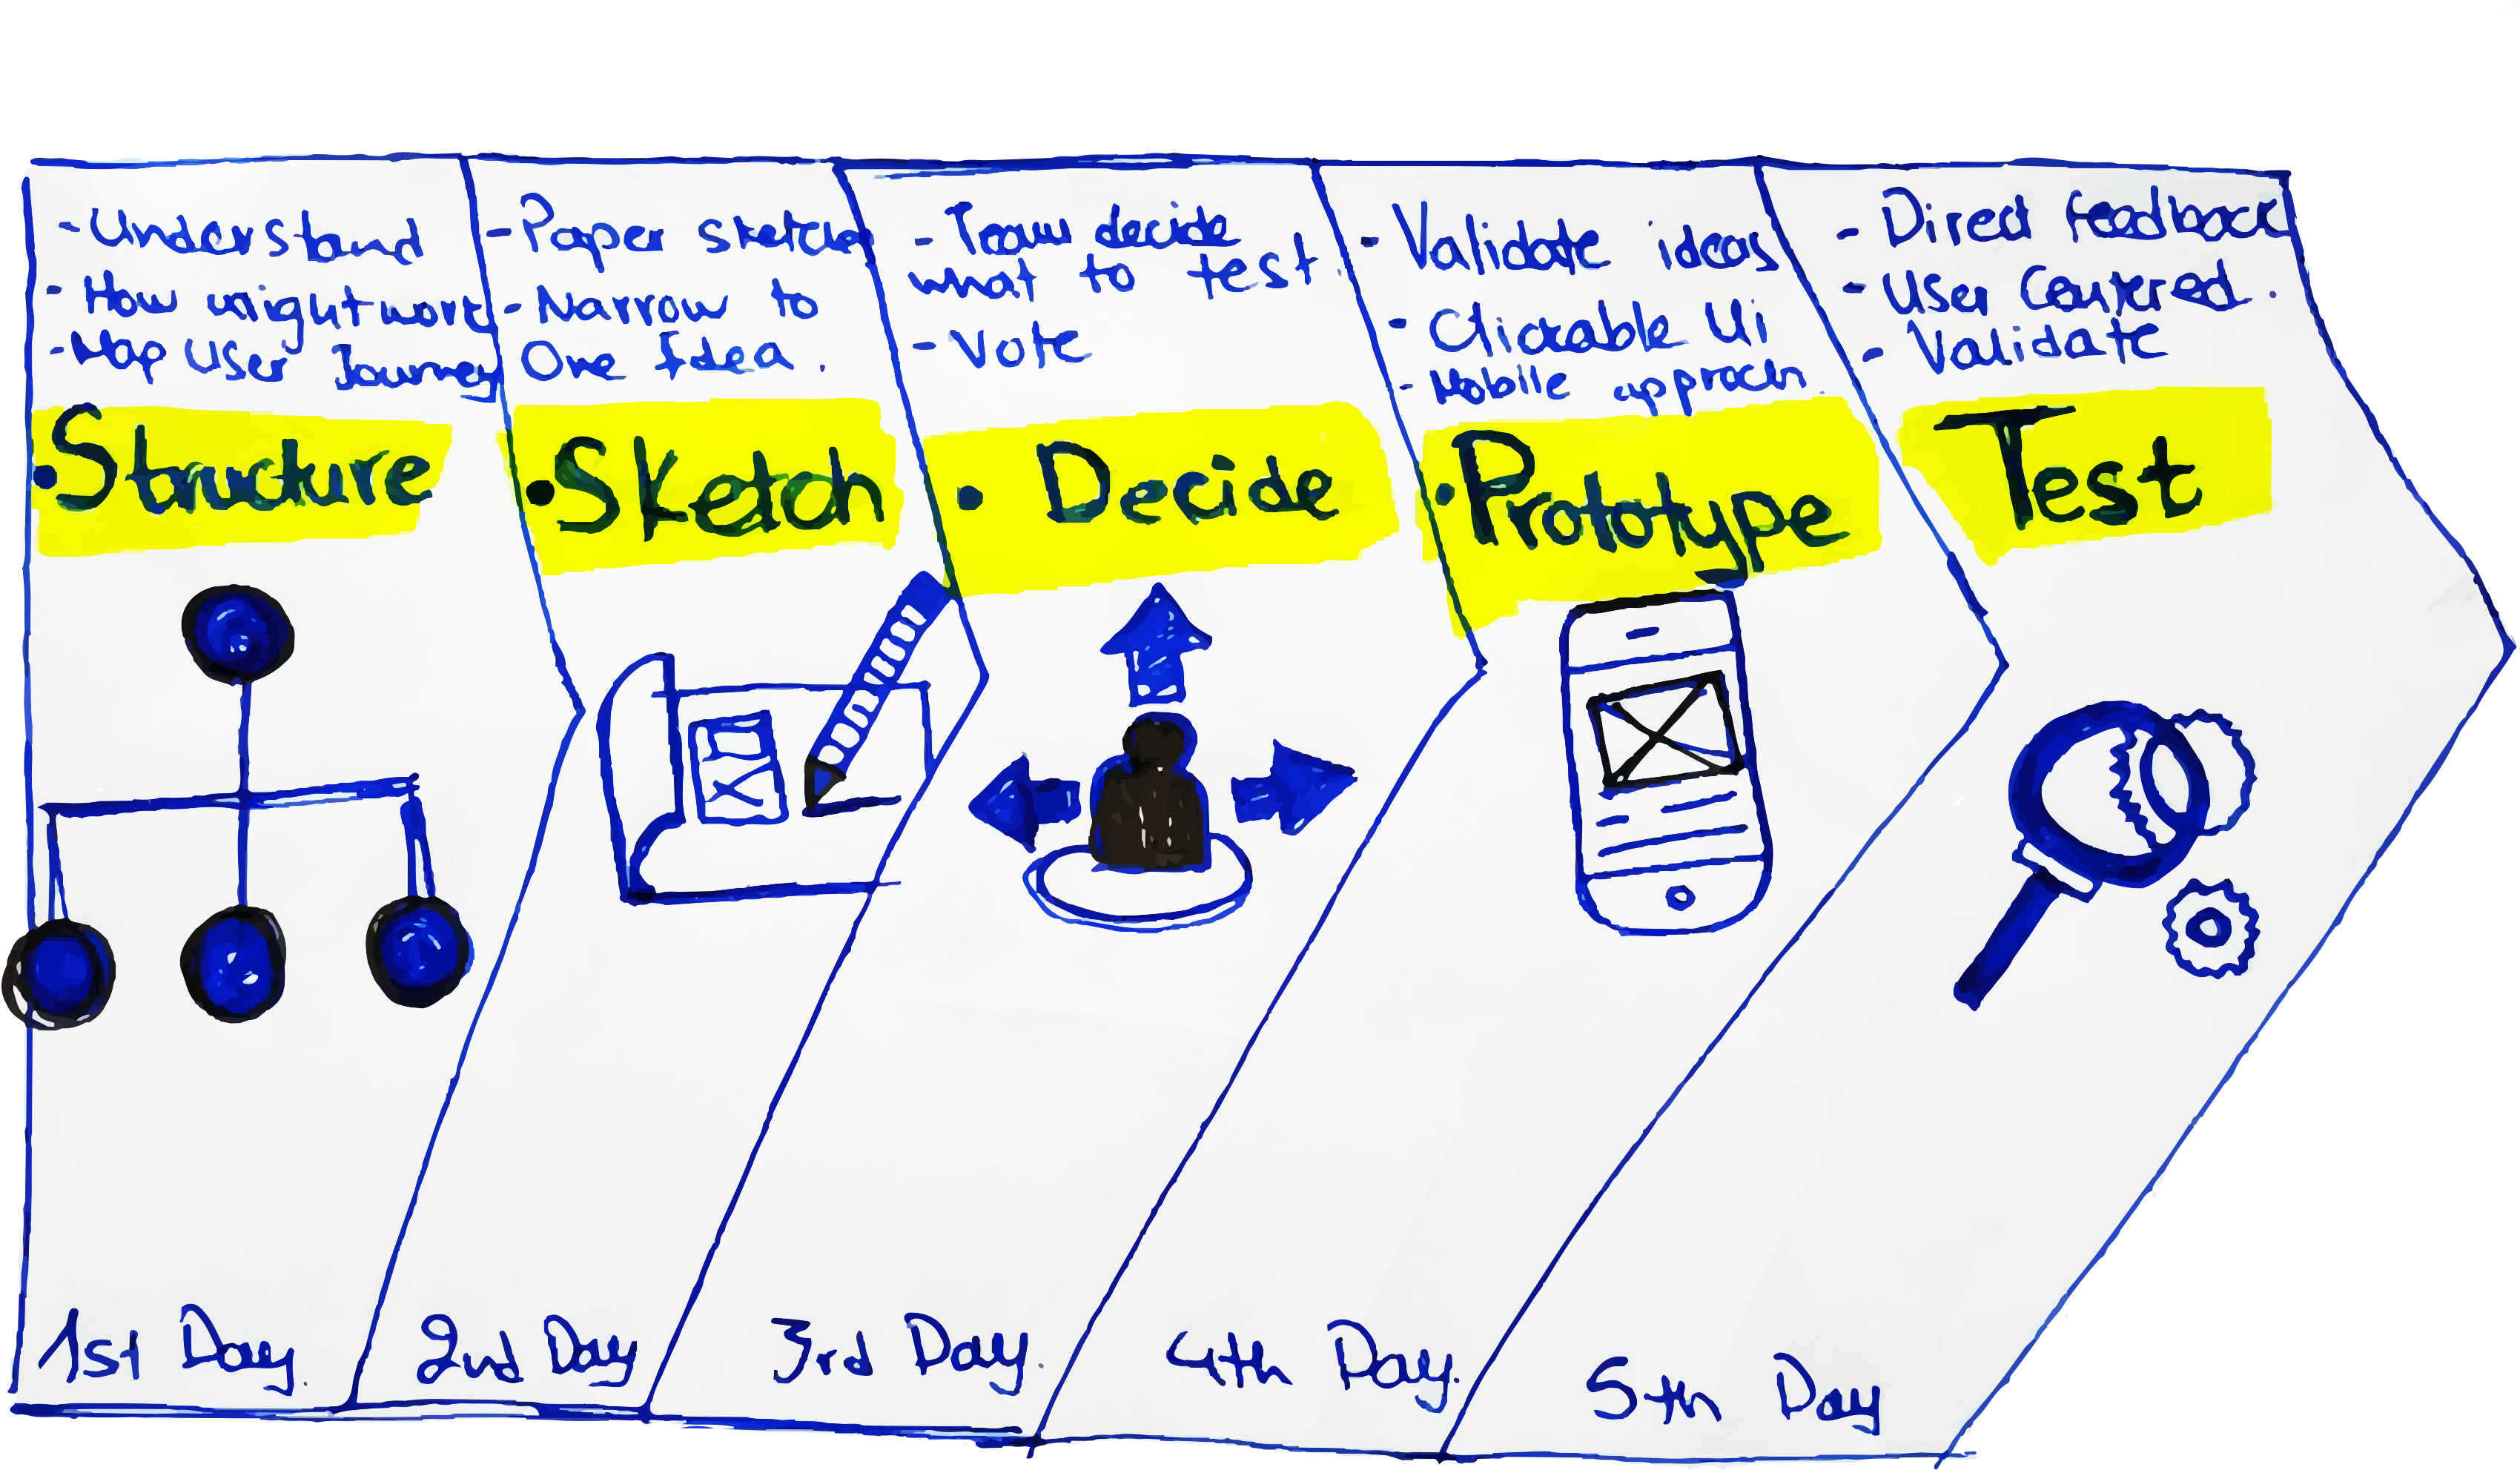 - Understand
- How might work
- Map User Journey
• Structure
1st Day.
- Paper sketch
- Narrow to
One Idea.
• Sketch
2nd Day
- Team decide
what to test
- Vote
• Decide
3rd Day.
- Validate ideas
- Clickable Ui
- Mobile approch
• Prototype
4th Day.
- Direct feedback
- User Centered.
- Validate
Test
5th Day